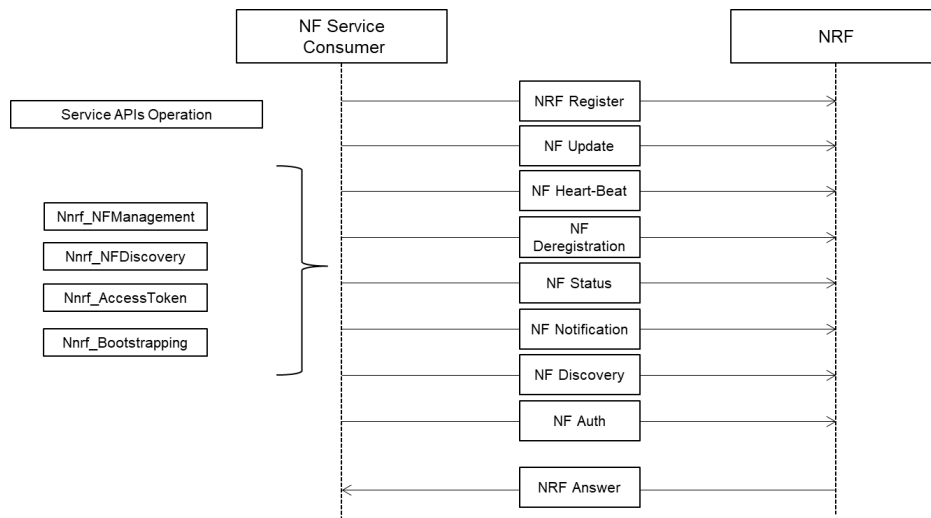 NF Service
Consumer
NRF
NRF Register
Service APIs Operation
NF Update
NF Heart-Beat
Nnrf_NFManagement
NF
Deregistration
Nnrf_NFDiscovery
NF Status
Nnrf_AccessToken
NF Notification
Nnrf_Bootstrapping
NF Discovery
NF Auth
NRF Answer